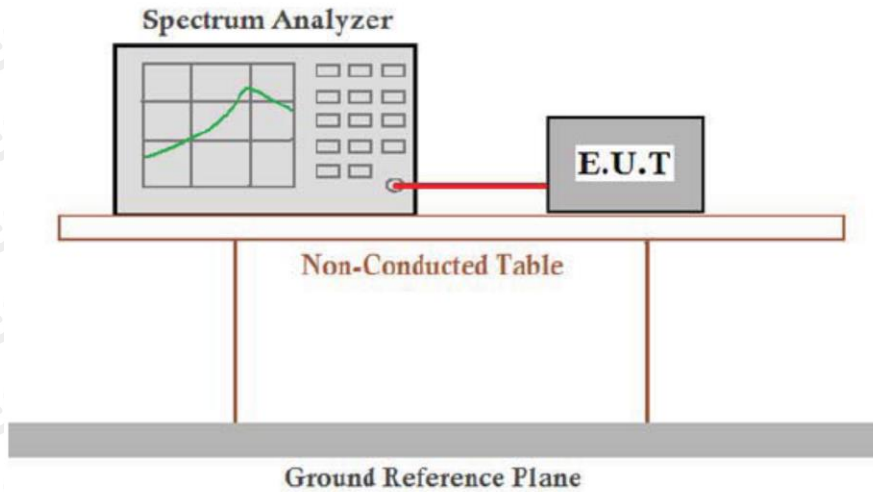 Spectrum Analyzer
E.U.T
Non-Conducted Table
Ground Reference Plane